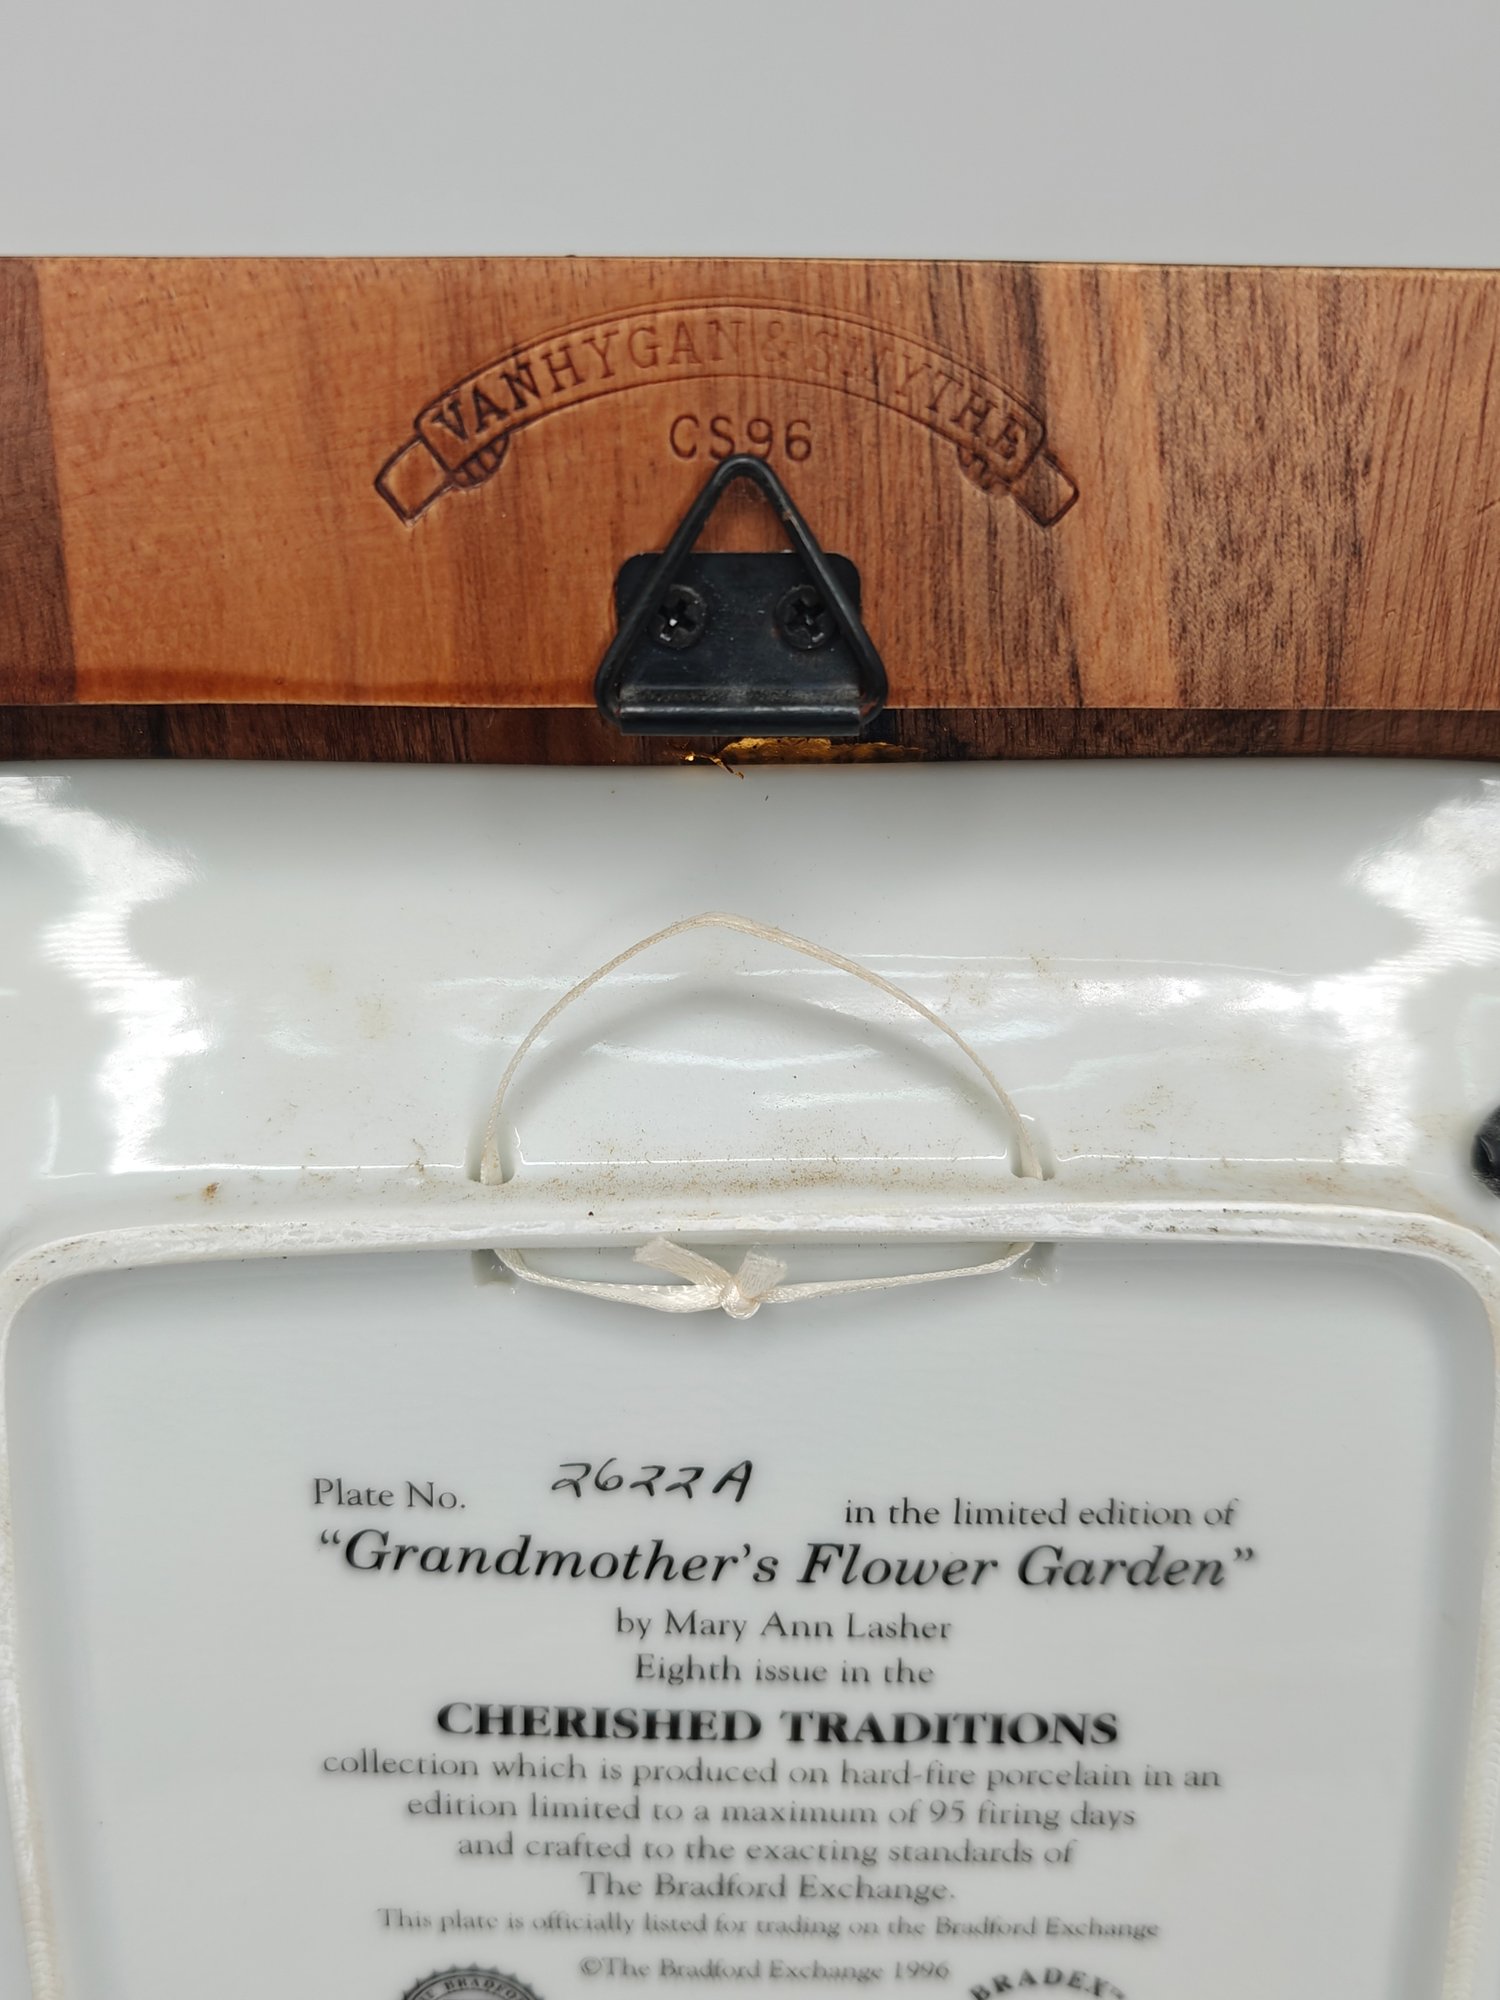 VANHYGAN & SMYTHE
CS96
Plate No. 2622A in the limited edition of
“Grandmother's Flower Garden”
by Mary Ann Lasher
Eighth issue in the
CHERISHED TRADITIONS
collection which is produced on hard-fire porcelain in an
edition limited to a maximum of 95 firing days
and crafted to the exacting standards of
The Bradford Exchange.
This plate is officially listed for trading on the Bradford Exchange
©The Bradford Exchange 1996
BRADEX™